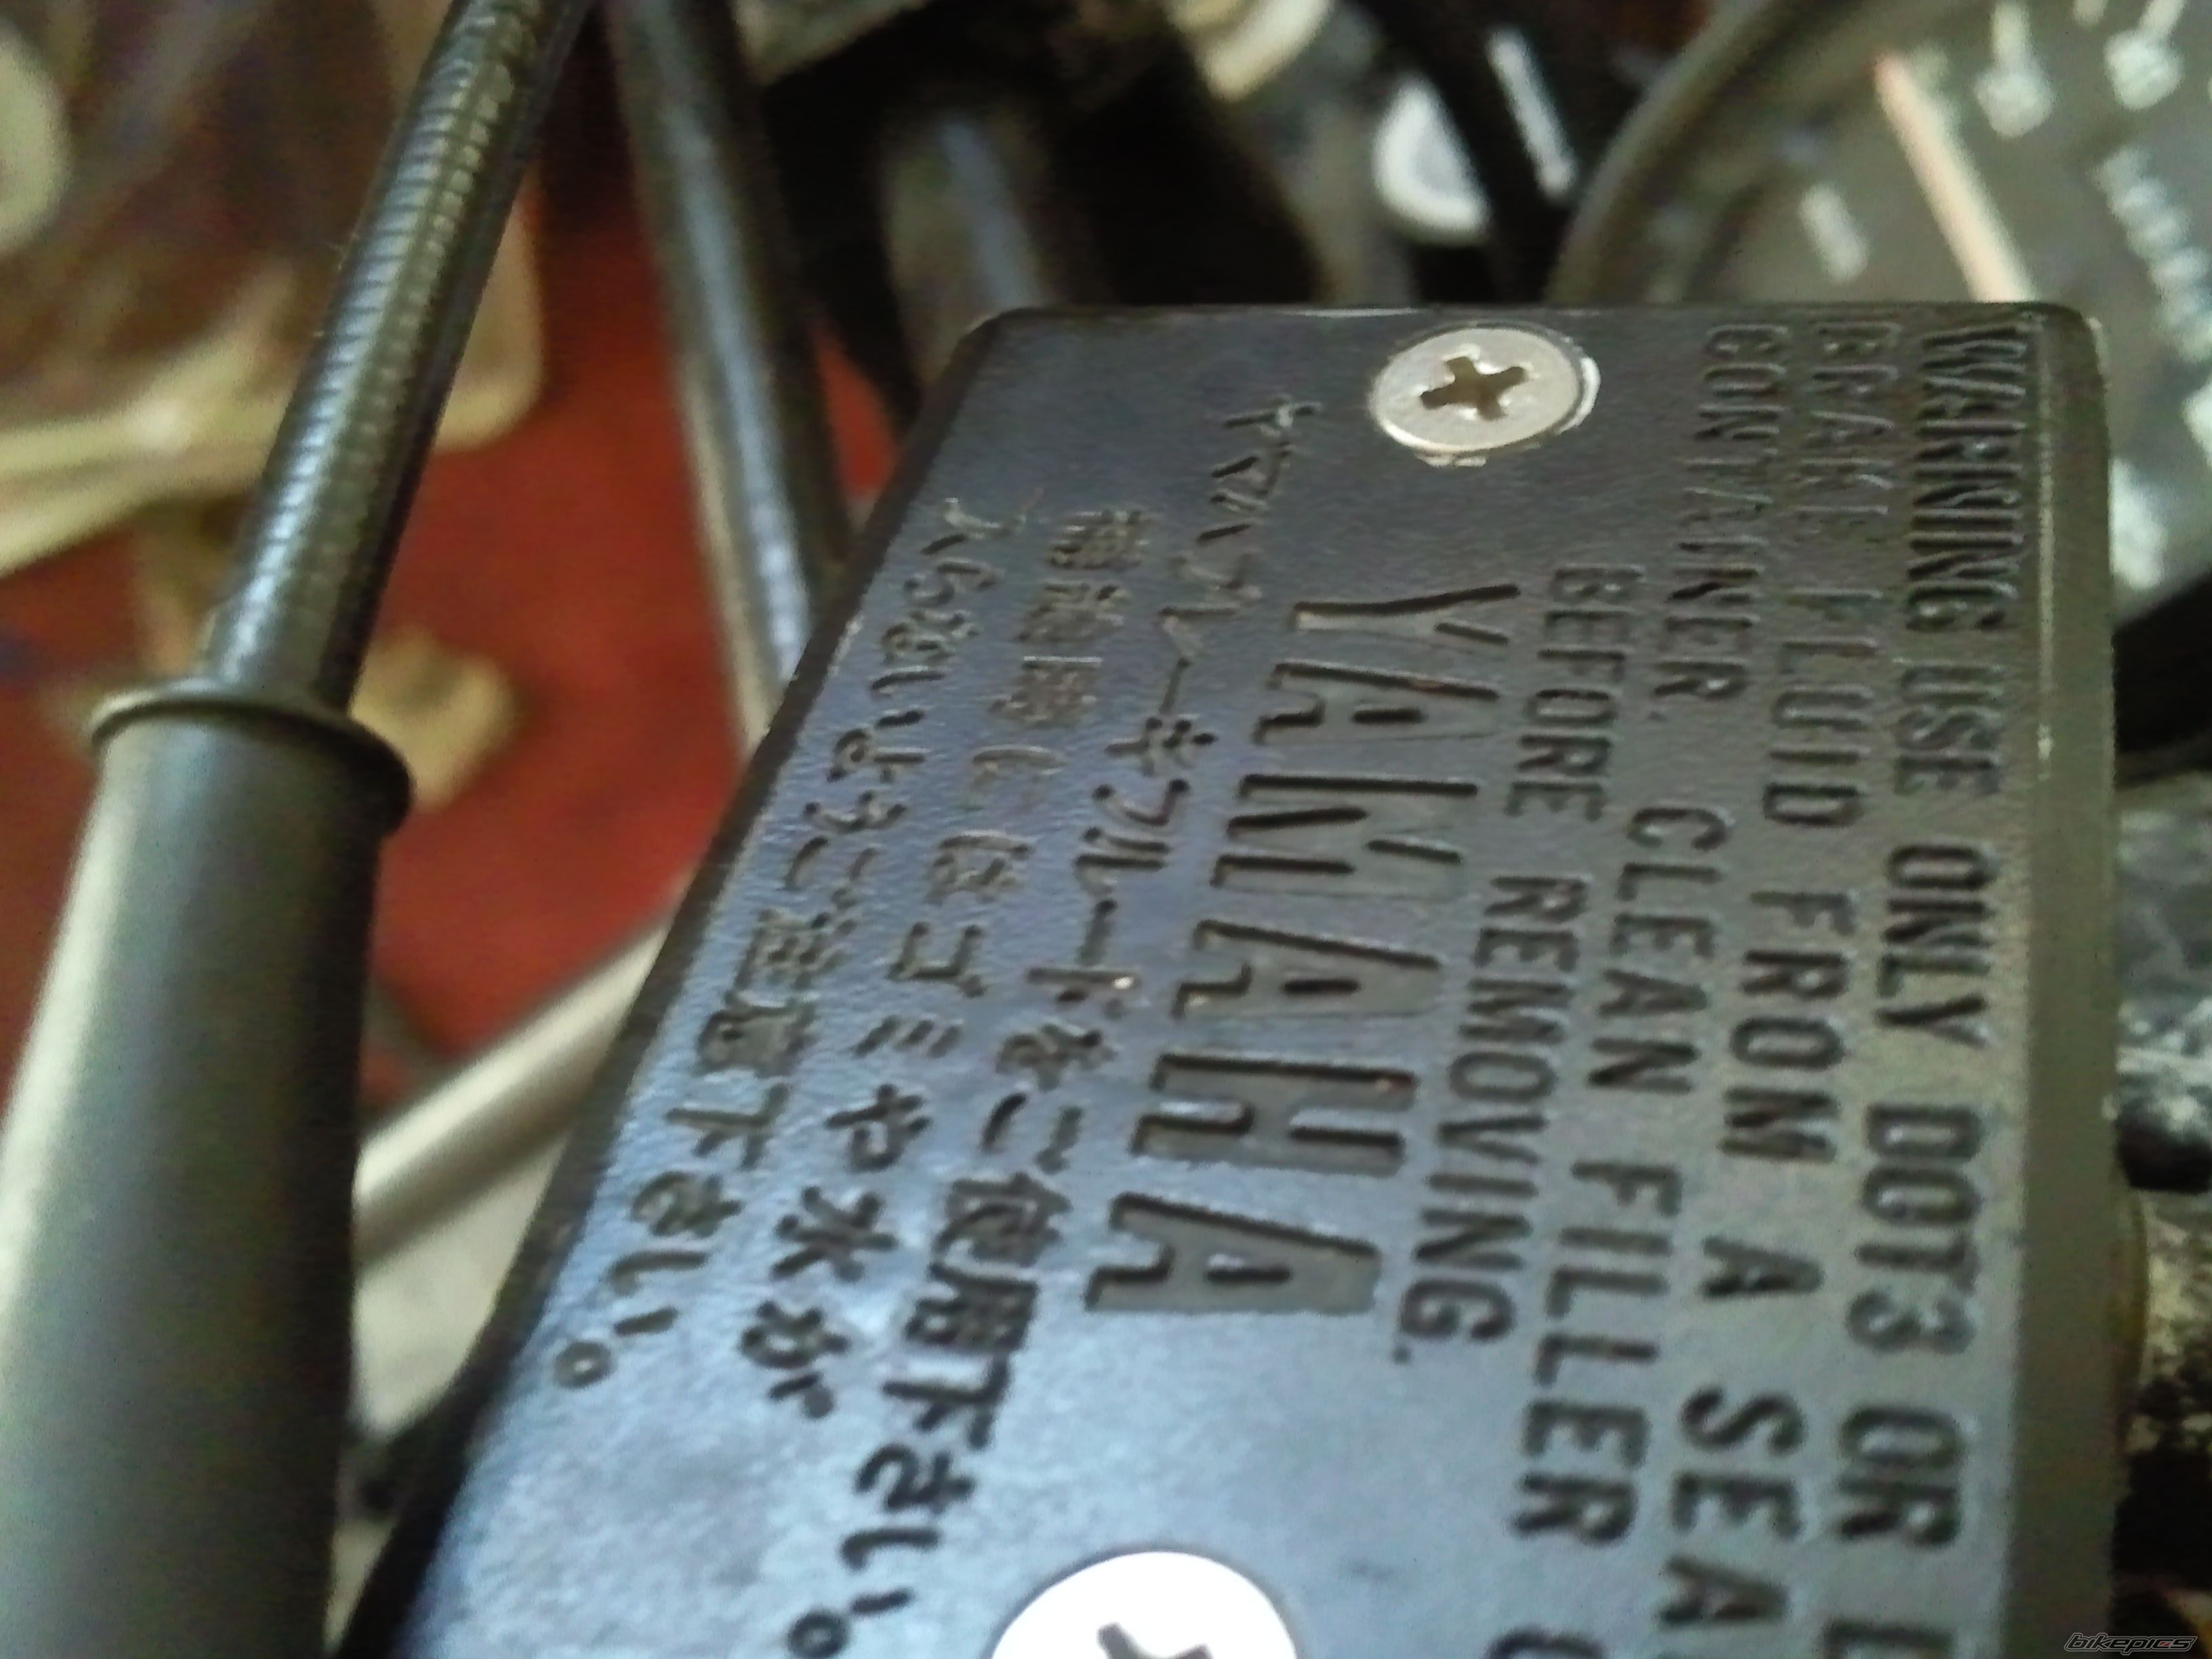 WARNING USE ONLY DOT3 OR
BRAKE FLUID FROM A SEA
CONTAINER. CLEAN FILLER
BEFORE REMOVING.
YAMAHA
ヤマハブレーキフルードをご使用下さい。
補給時にはゴミや水が
入らないようご注意下さい。
bikepics